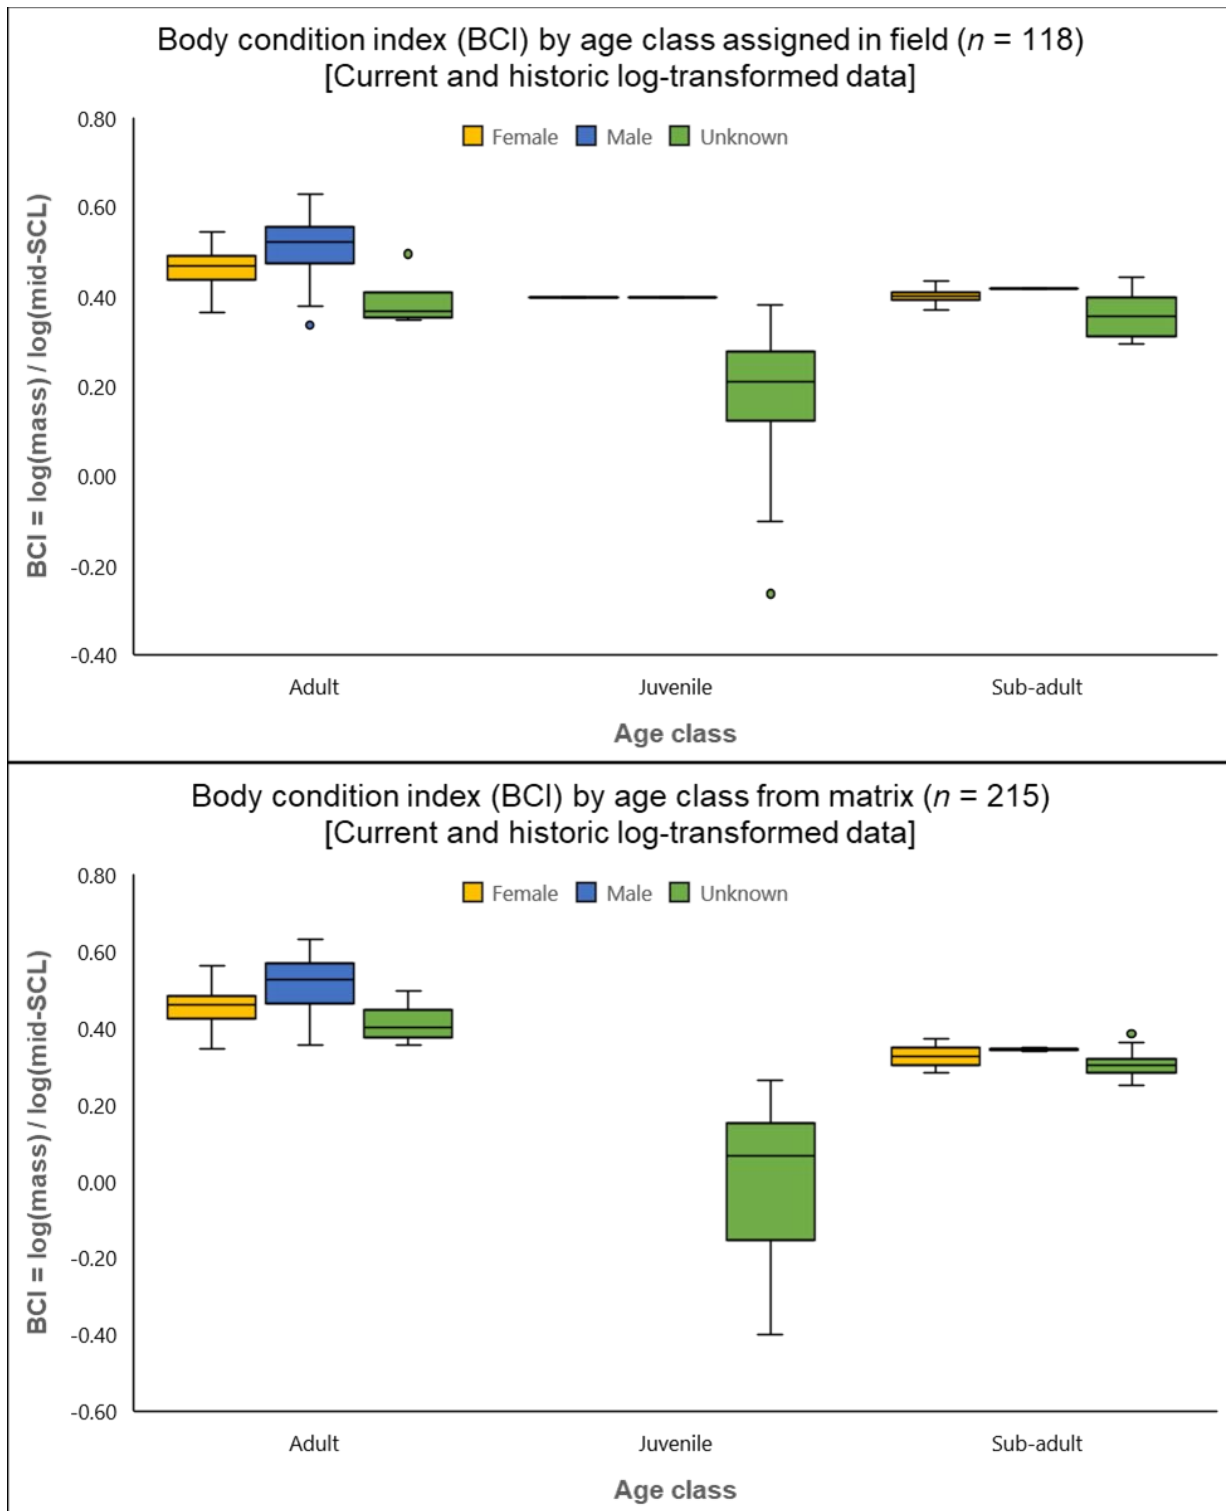 Body condition index (BCI) by age class assigned in field (n = 118)
[Current and historic log-transformed data]
Female Male Unknown
BCI = log(mass) / log(mid-SCL)
0.80
0.60
0.40
0.20
0.00
-0.20
-0.40
Adult Juvenile Sub-adult
Age class
Body condition index (BCI) by age class from matrix (n = 215)
[Current and historic log-transformed data]
Female Male Unknown
BCI = log(mass) / log(mid-SCL)
0.80
0.60
0.40
0.20
0.00
-0.20
-0.40
-0.60
Adult Juvenile Sub-adult
Age class